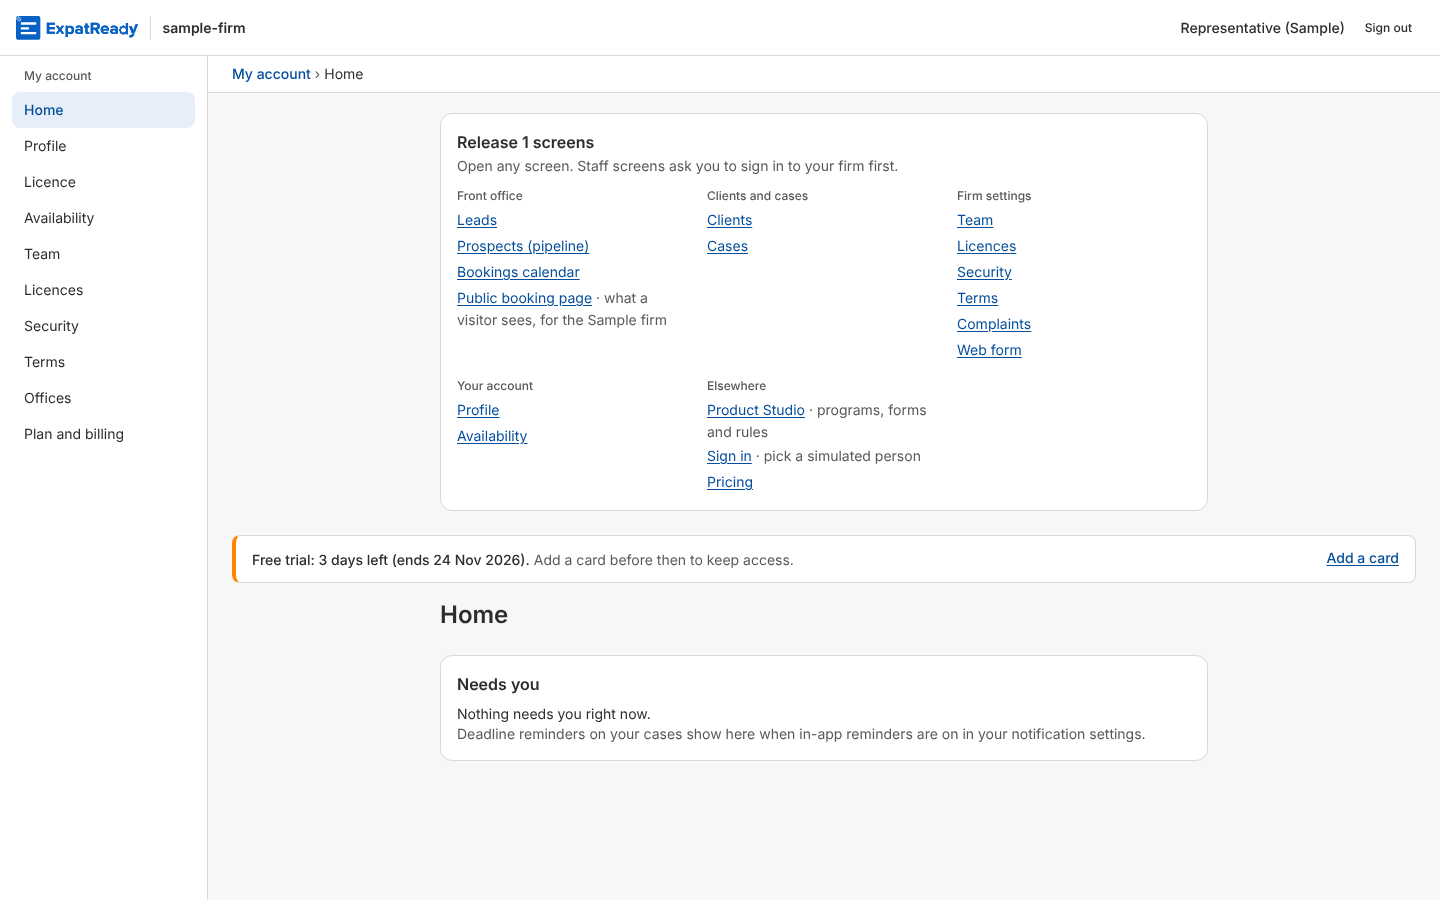 ExpatReady
sample-firm
Representative (Sample)
Sign out
My account
Home
Profile
Licence
Availability
Team
Licences
Security
Terms
Offices
Plan and billing
My account › Home
Release 1 screens
Open any screen. Staff screens ask you to sign in to your firm first.
Front office
Leads
Prospects (pipeline)
Bookings calendar
Public booking page · what a
visitor sees, for the Sample firm
Clients and cases
Clients
Cases
Firm settings
Team
Licences
Security
Terms
Complaints
Web form
Your account
Profile
Availability
Elsewhere
Product Studio · programs, forms
and rules
Sign in · pick a simulated person
Pricing
Free trial: 3 days left (ends 24 Nov 2026). Add a card before then to keep access.
Add a card
Home
Needs you
Nothing needs you right now.
Deadline reminders on your cases show here when in-app reminders are on in your notification settings.